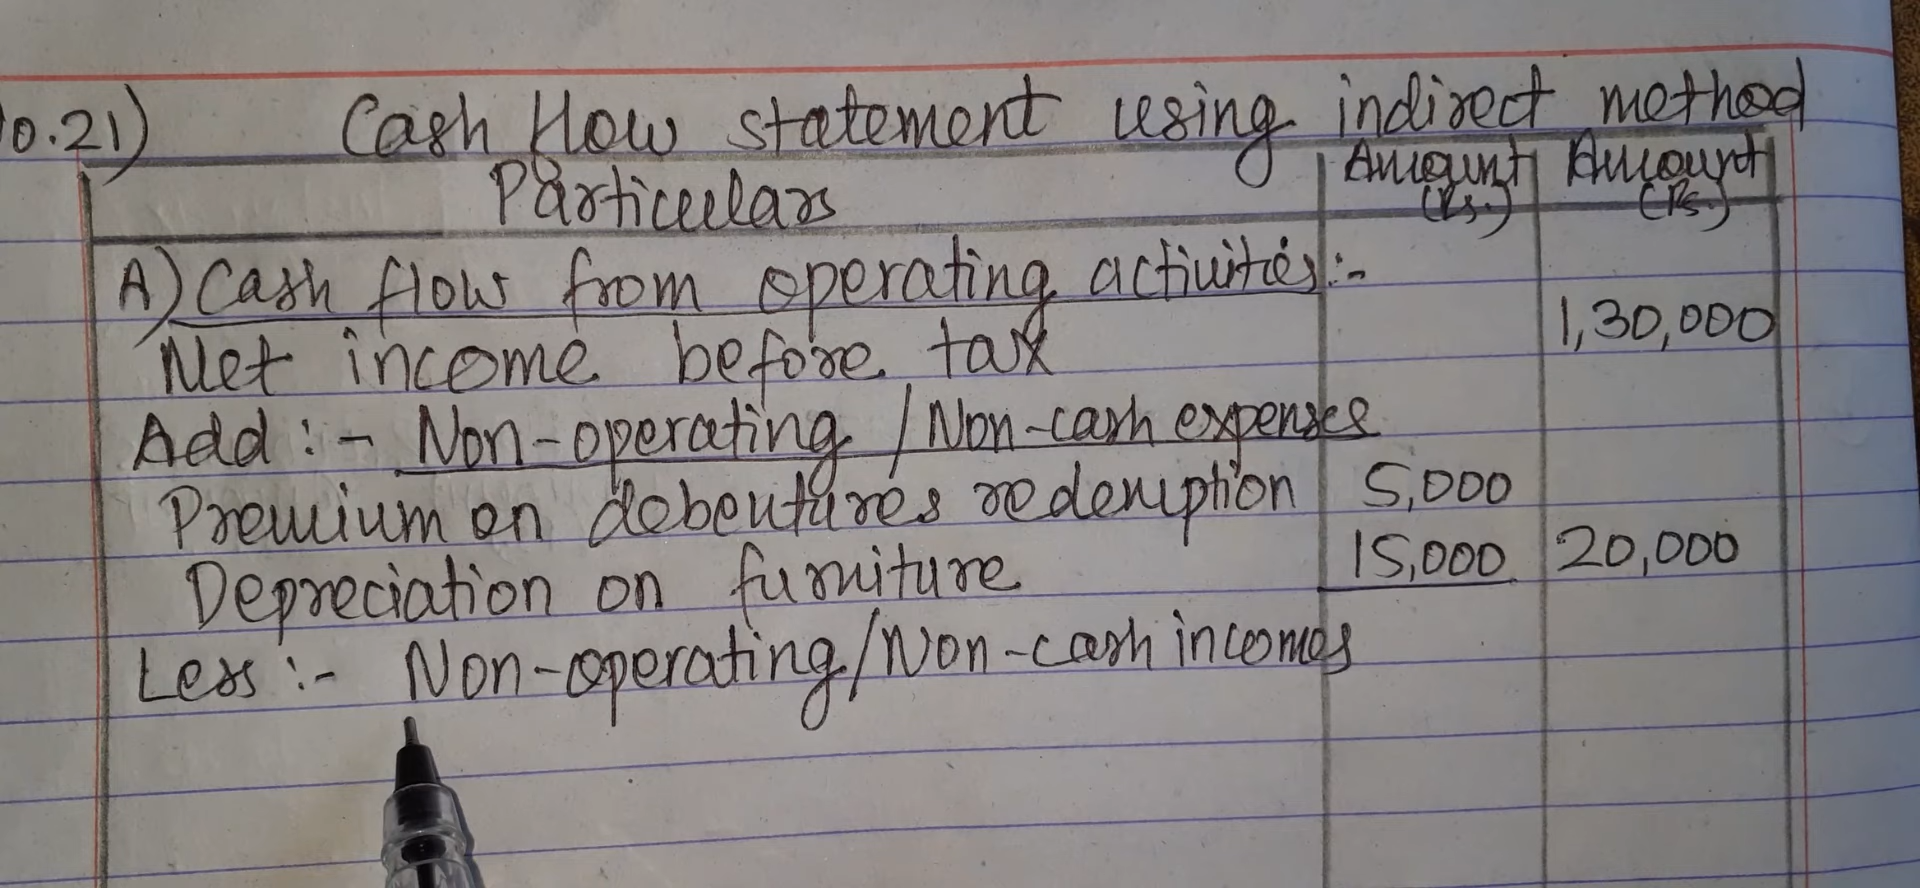 0.21) Cash flow statement using indirect method
Particulars Amount (Rs.) Amount (Rs.)
A) Cash flow from operating activities:-
Net income before tax 1,30,000
Add :- Non-operating / Non-cash expenses
Premium on debentures redemption 5,000
Depreciation on furniture 15,000 20,000
Less :- Non-operating/Non-cash incomes